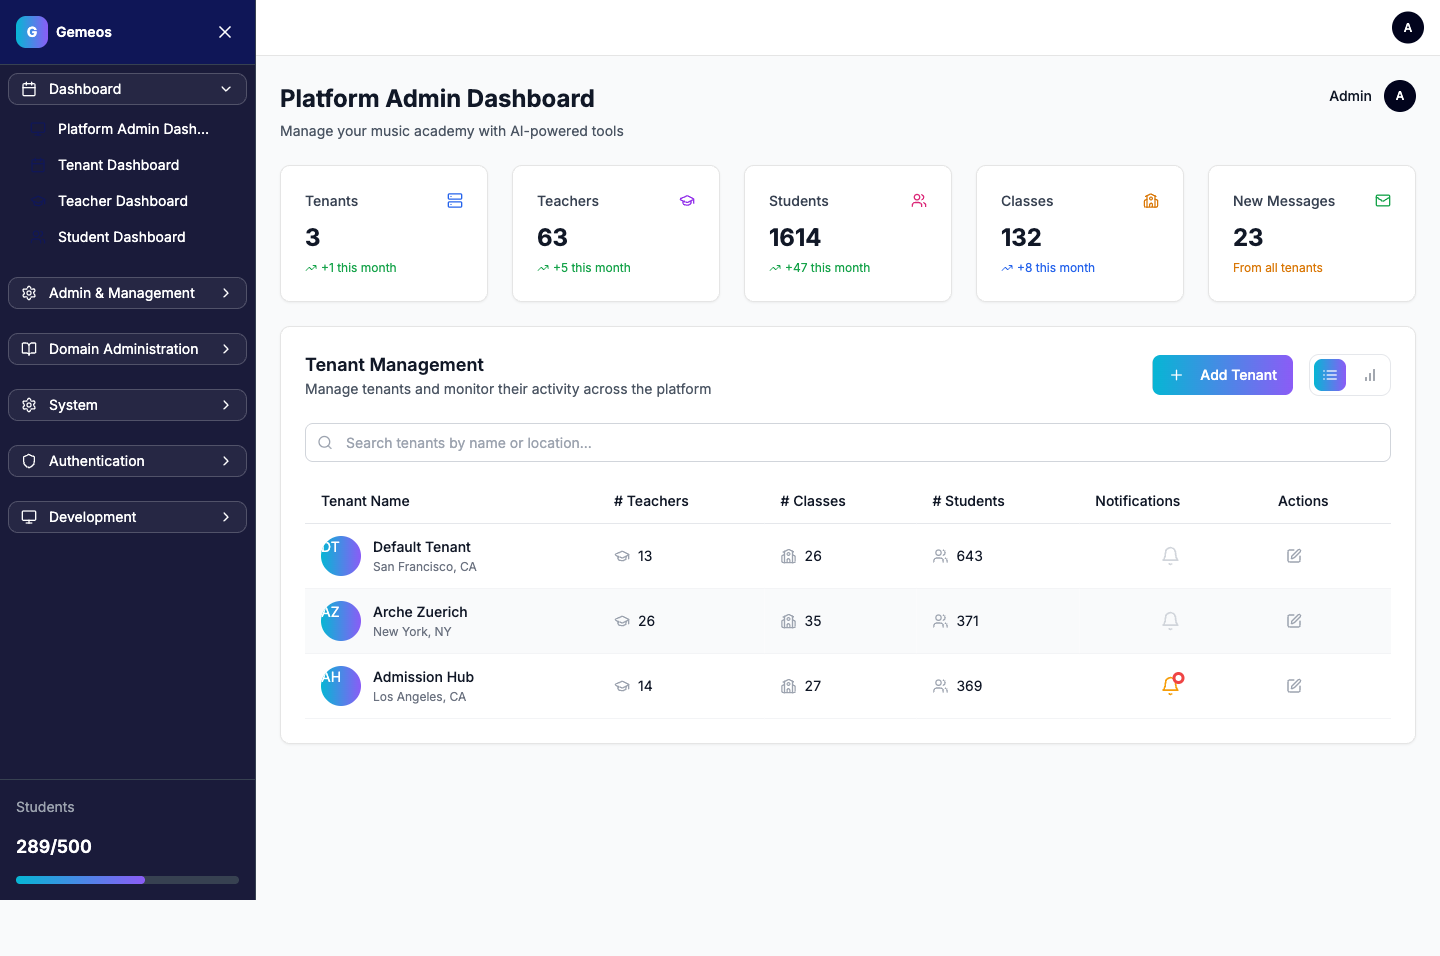 G Gemeos
Dashboard
Platform Admin Dash...
Tenant Dashboard
Teacher Dashboard
Student Dashboard
Admin & Management
Domain Administration
System
Authentication
Development
Students
289/500
A
Platform Admin Dashboard
Manage your music academy with AI-powered tools
Admin A
Tenants
3
+1 this month
Teachers
63
+5 this month
Students
1614
+47 this month
Classes
132
+8 this month
New Messages
23
From all tenants
Tenant Management
Manage tenants and monitor their activity across the platform
Add Tenant
Search tenants by name or location...
Tenant Name # Teachers # Classes # Students Notifications Actions
DT Default Tenant 13 26 643
San Francisco, CA
AZ Arche Zuerich 26 35 371
New York, NY
AH Admission Hub 14 27 369
Los Angeles, CA